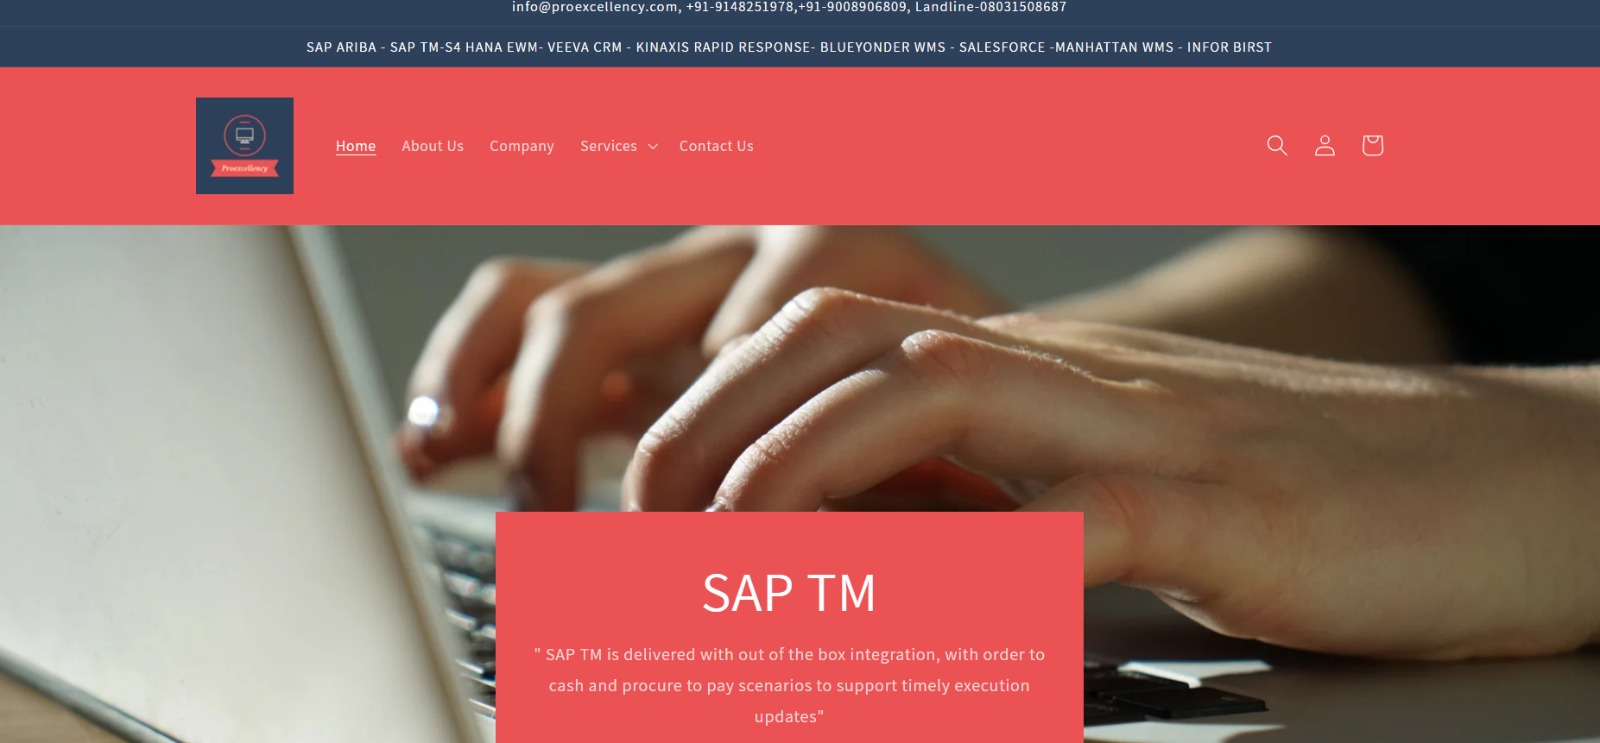 info@proexcellency.com, +91-9148251978,+91-9008906809, Landline-08031508687
SAP ARIBA - SAP TM-S4 HANA EWM- VEEVA CRM - KINAXIS RAPID RESPONSE- BLUEYONDER WMS - SALESFORCE -MANHATTAN WMS - INFOR BIRST
Proexcellency
Home About Us Company Services Contact Us
SAP TM
" SAP TM is delivered with out of the box integration, with order to
cash and procure to pay scenarios to support timely execution
updates"